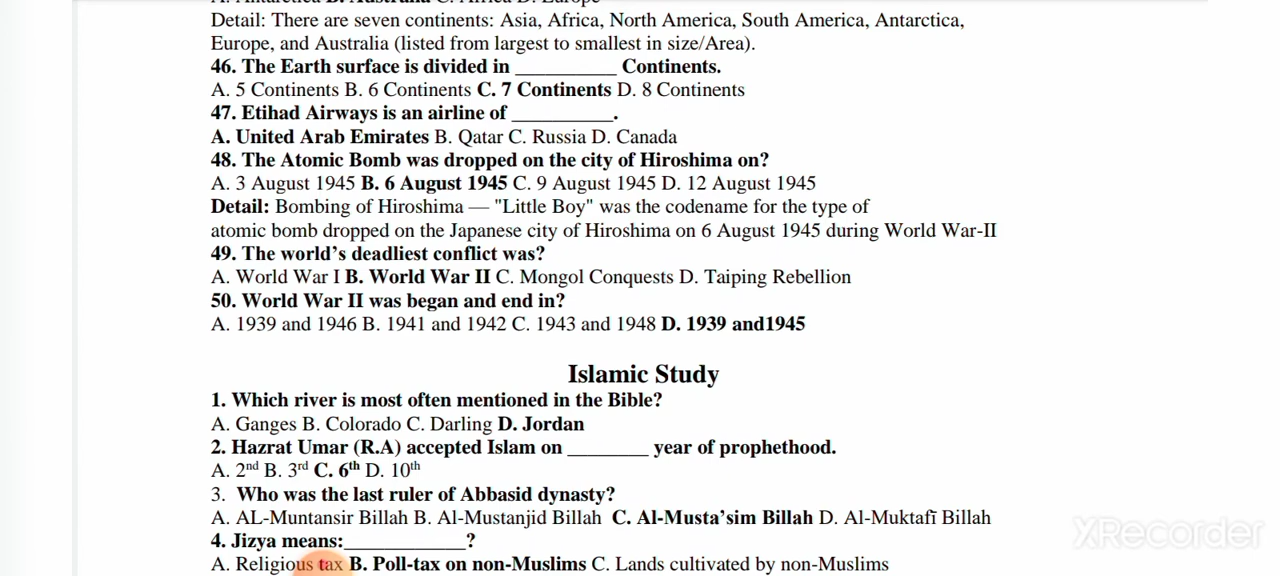 A. Antarctica B. Australia C. Africa D. Europe
Detail: There are seven continents: Asia, Africa, North America, South America, Antarctica,
Europe, and Australia (listed from largest to smallest in size/Area).
46. The Earth surface is divided in __________ Continents.
A. 5 Continents B. 6 Continents C. 7 Continents D. 8 Continents
47. Etihad Airways is an airline of __________.
A. United Arab Emirates B. Qatar C. Russia D. Canada
48. The Atomic Bomb was dropped on the city of Hiroshima on?
A. 3 August 1945 B. 6 August 1945 C. 9 August 1945 D. 12 August 1945
Detail: Bombing of Hiroshima — "Little Boy" was the codename for the type of
atomic bomb dropped on the Japanese city of Hiroshima on 6 August 1945 during World War-II
49. The world’s deadliest conflict was?
A. World War I B. World War II C. Mongol Conquests D. Taiping Rebellion
50. World War II was began and end in?
A. 1939 and 1946 B. 1941 and 1942 C. 1943 and 1948 D. 1939 and1945
Islamic Study
1. Which river is most often mentioned in the Bible?
A. Ganges B. Colorado C. Darling D. Jordan
2. Hazrat Umar (R.A) accepted Islam on ________ year of prophethood.
A. 2nd B. 3rd C. 6th D. 10th
3. Who was the last ruler of Abbasid dynasty?
A. AL-Muntansir Billah B. Al-Mustanjid Billah C. Al-Musta’sim Billah D. Al-Muktafī Billah
4. Jizya means:____________?
A. Religious tax B. Poll-tax on non-Muslims C. Lands cultivated by non-Muslims
XRecorder